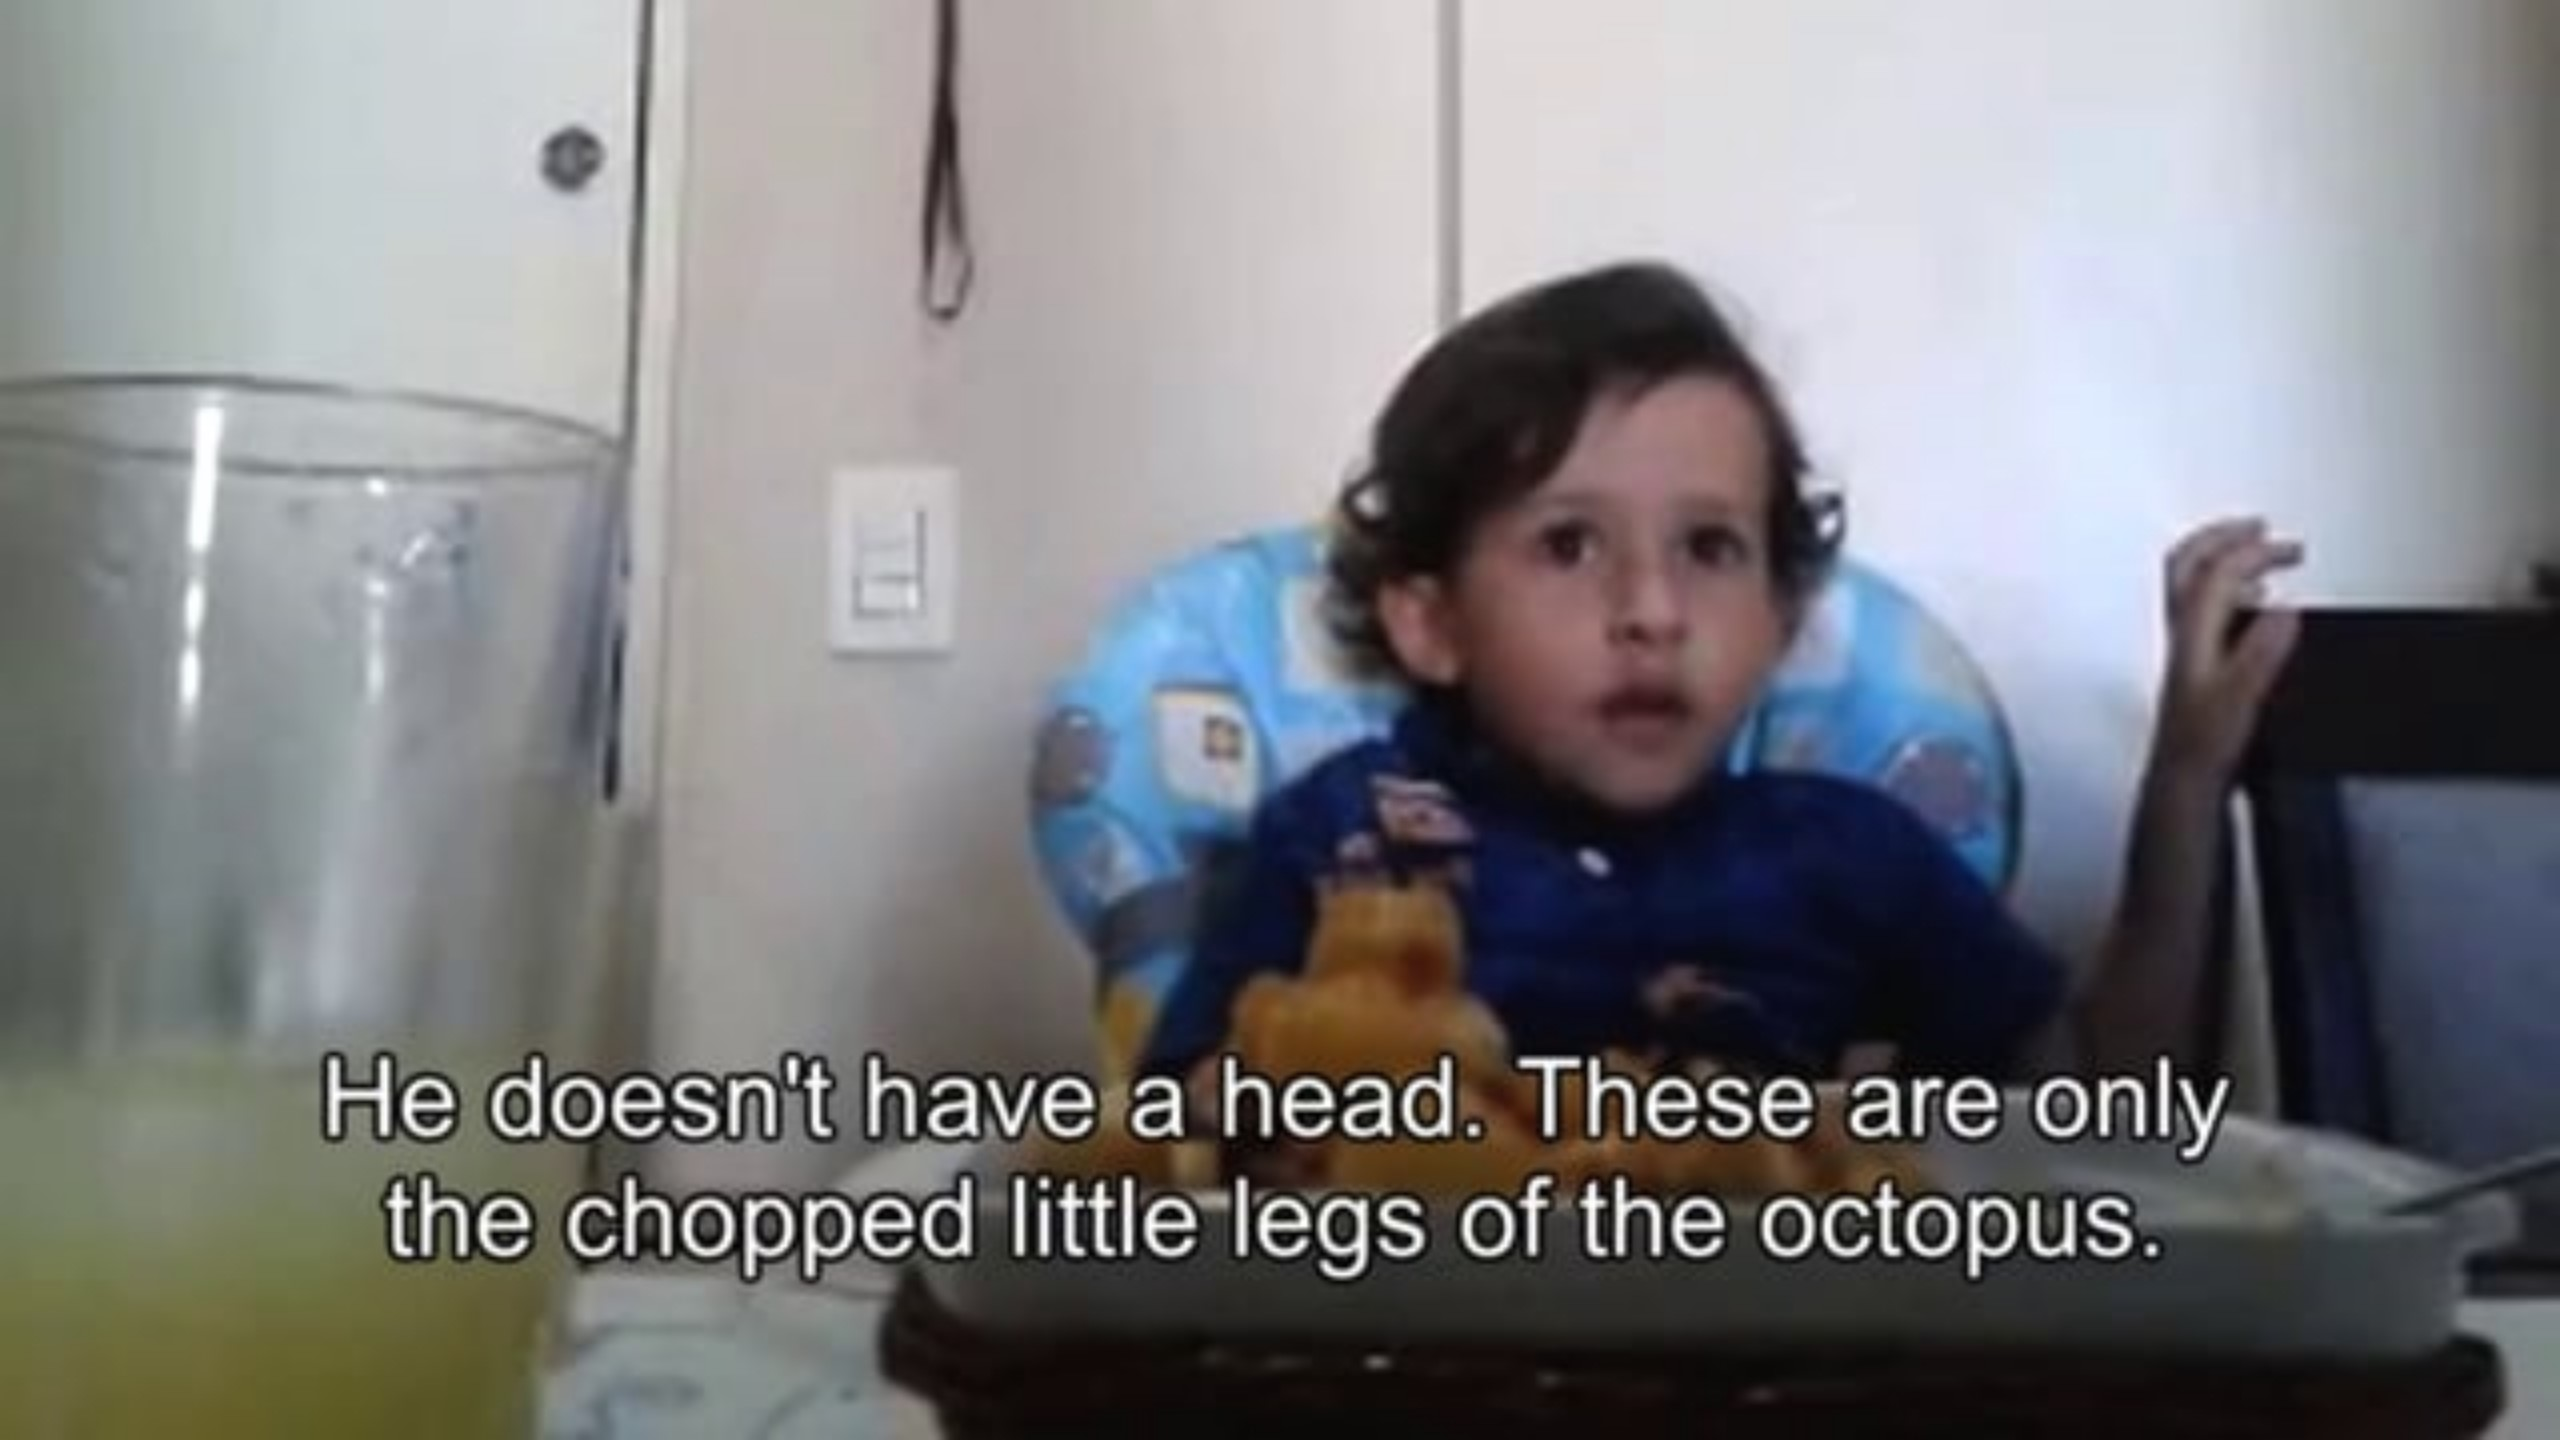 He doesn't have a head. These are only
the chopped little legs of the octopus.